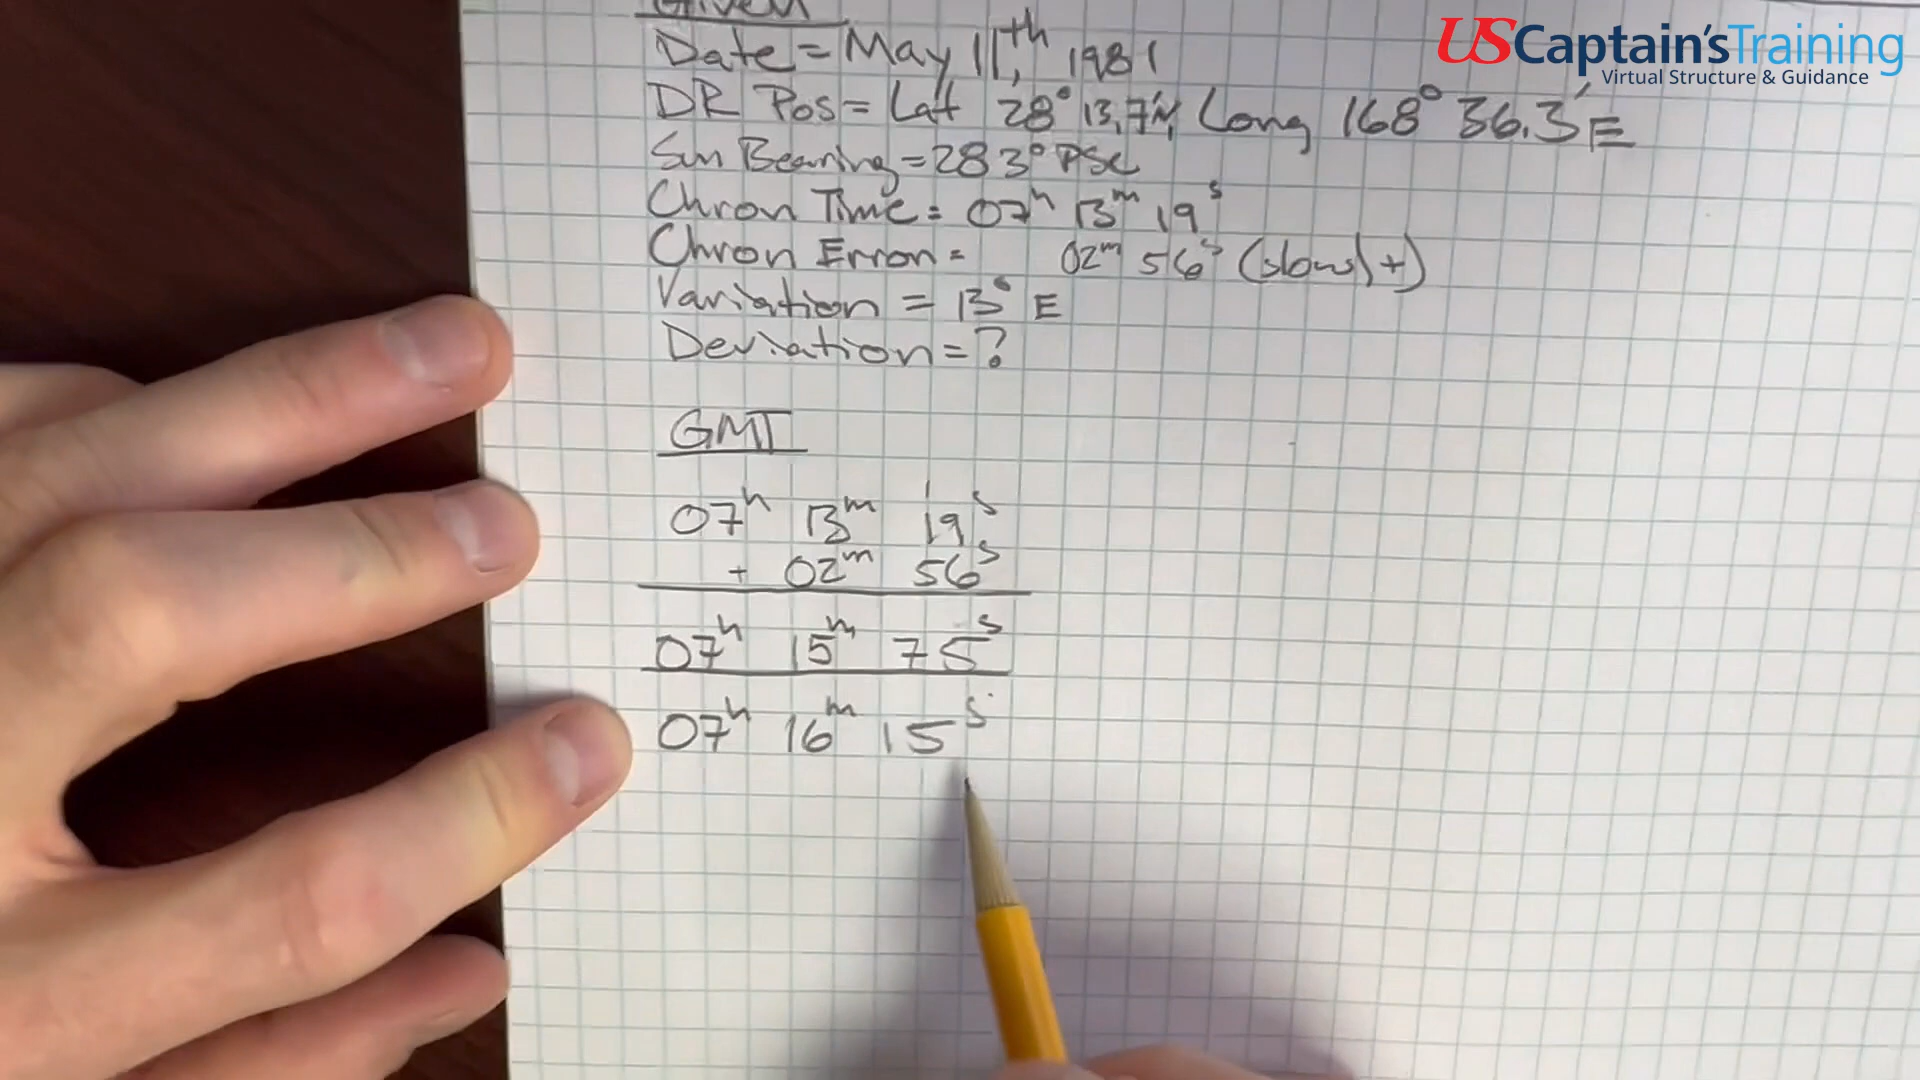 Given
USCaptain'sTraining
Virtual Structure & Guidance
Date = May 11th, 1981
DR Pos = Lat 28° 13.7'N, Long 168° 36.3'E
Sun Bearing = 283° PSC
Chron Time = 07h 13m 19s
Chron Error = 02m 56s (slow) +)
Variation = 13° E
Deviation = ?
GMT
1
07h 13m 19s
+ 02m 56s
07h 15m 75s
07h 16m 15s